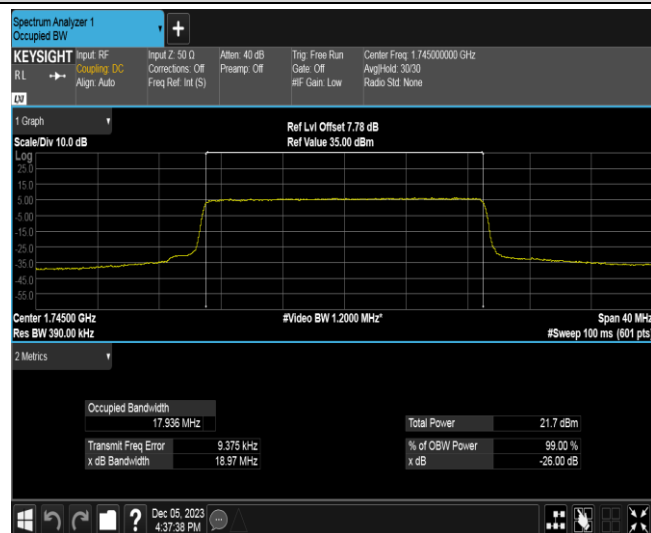 Spectrum Analyzer 1
Occupied BW
+
KEYSIGHT Input: RF Input Z: 50 Ω Atten: 40 dB Trig: Free Run Center Freq: 1.745000000 GHz
RL Coupling: DC Corrections: Off Preamp: Off Gate: Off Avg|Hold: 30/30
Align: Auto Freq Ref: Int (S) #IF Gain: Low Radio Std: None
LXI
1 Graph Ref Lvl Offset 7.78 dB
Scale/Div 10.0 dB Ref Value 35.00 dBm
Log
25.0
15.0
5.00
-5.00
-15.0
-25.0
-35.0
-45.0
-55.0
Center 1.74500 GHz #Video BW 1.2000 MHz* Span 40 MHz
Res BW 390.00 kHz #Sweep 100 ms (601 pts)
2 Metrics
Occupied Bandwidth
17.936 MHz Total Power 21.7 dBm
Transmit Freq Error 9.375 kHz % of OBW Power 99.00 %
x dB Bandwidth 18.97 MHz x dB -26.00 dB
? Dec 05, 2023
4:37:38 PM